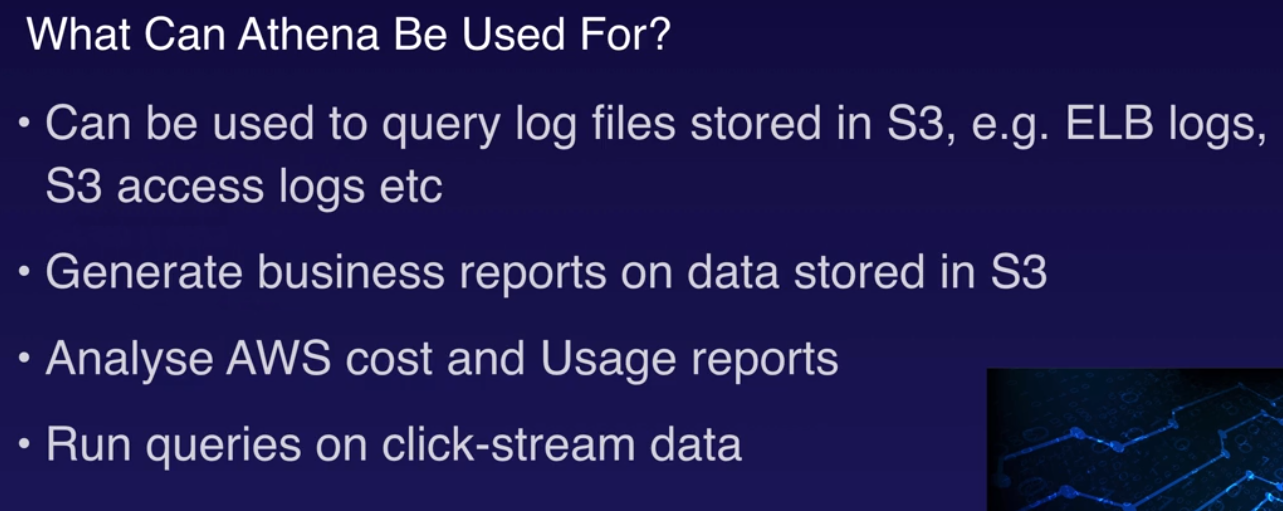 What Can Athena Be Used For?
• Can be used to query log files stored in S3, e.g. ELB logs,
S3 access logs etc
• Generate business reports on data stored in S3
• Analyse AWS cost and Usage reports
• Run queries on click-stream data